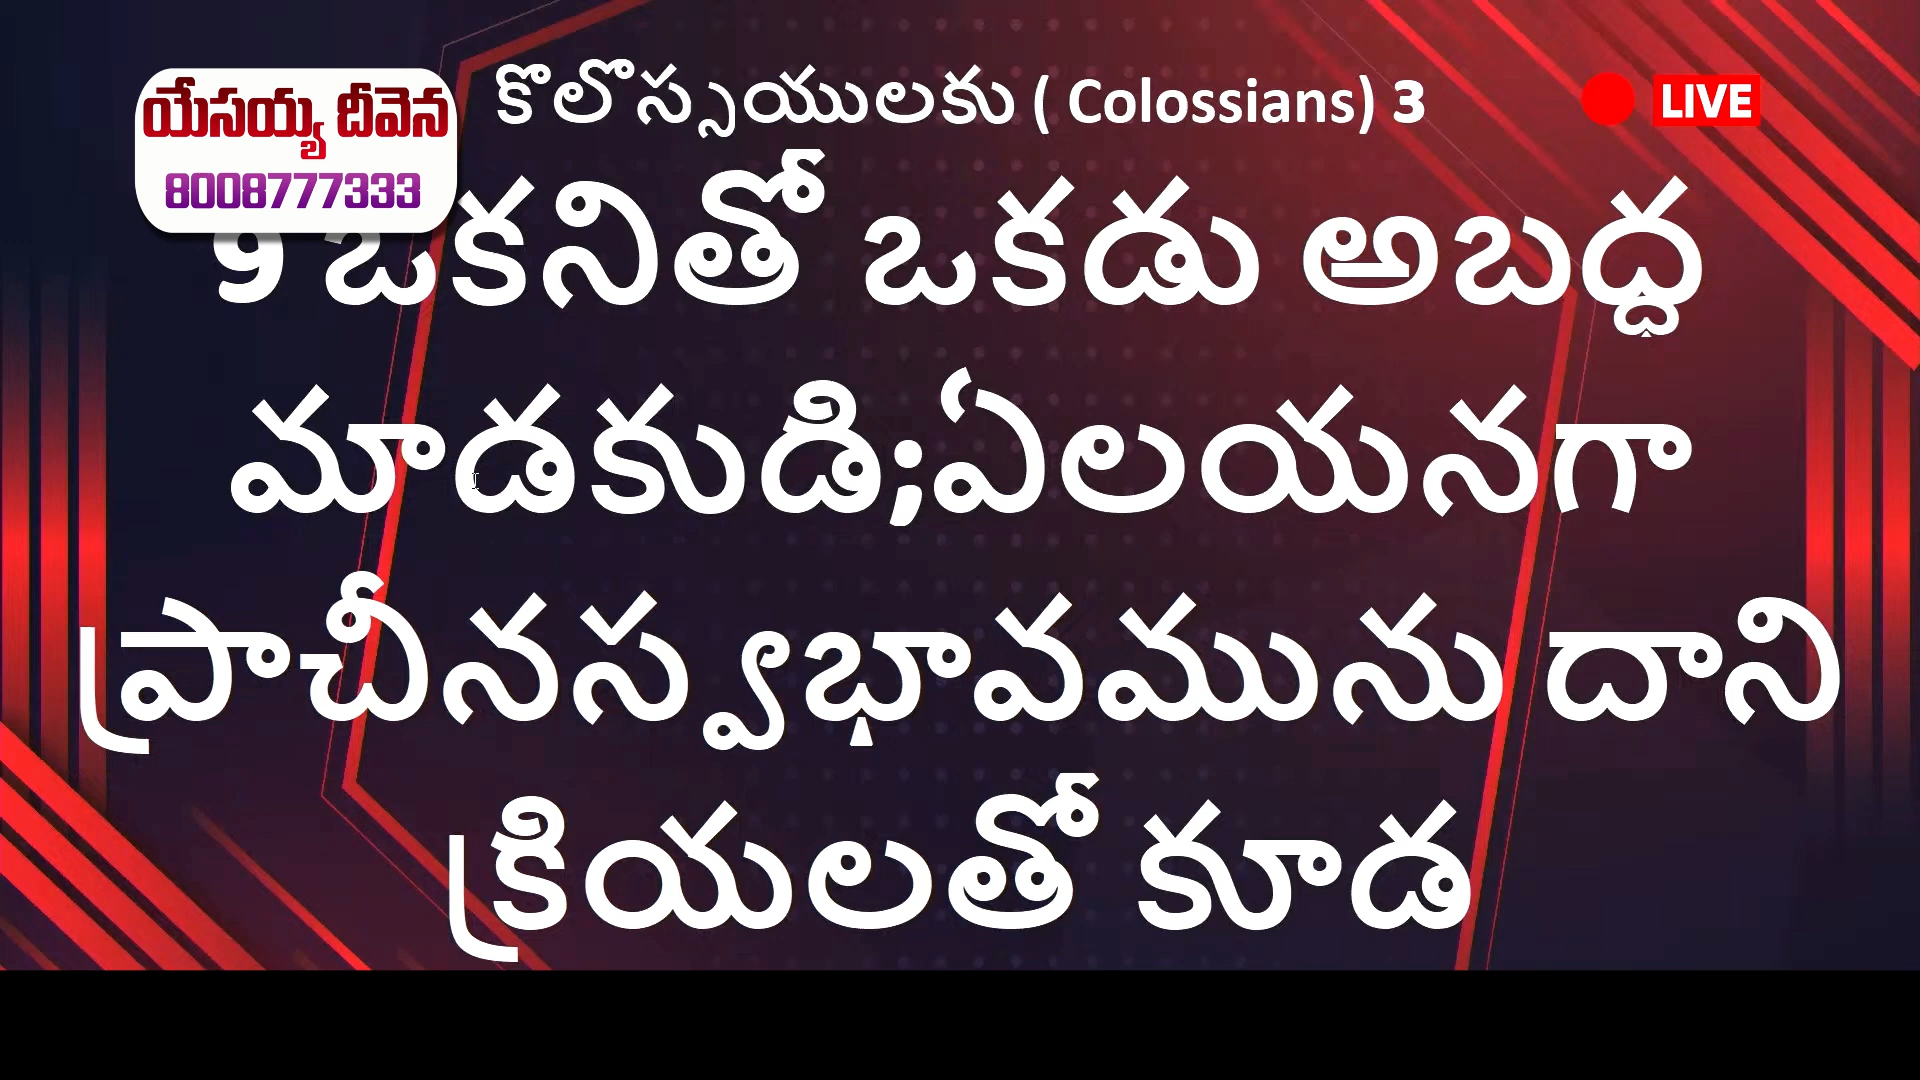 యేసయ్య దీవెన
8008777333
కొలొస్సయులకు ( Colossians) 3
LIVE
9 ఒకనితో ఒకడు అబద్ధ
మాడకుడి;ఏలయనగా
ప్రాచీనస్వభావమును దాని
క్రియలతో కూడ